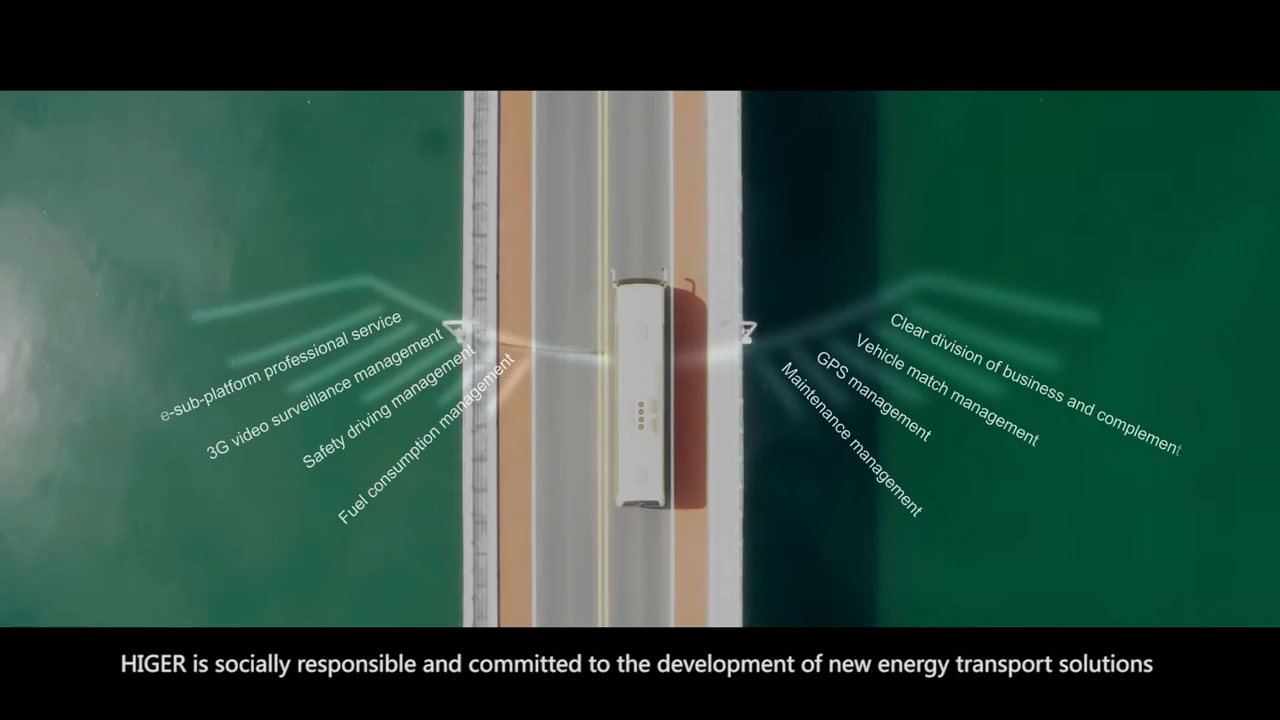 e-sub-platform professional service
3G video surveillance management
Safety driving management
Fuel consumption management
Clear division of business and complement
Vehicle match management
GPS management
Maintenance management
HIGER is socially responsible and committed to the development of new energy transport solutions